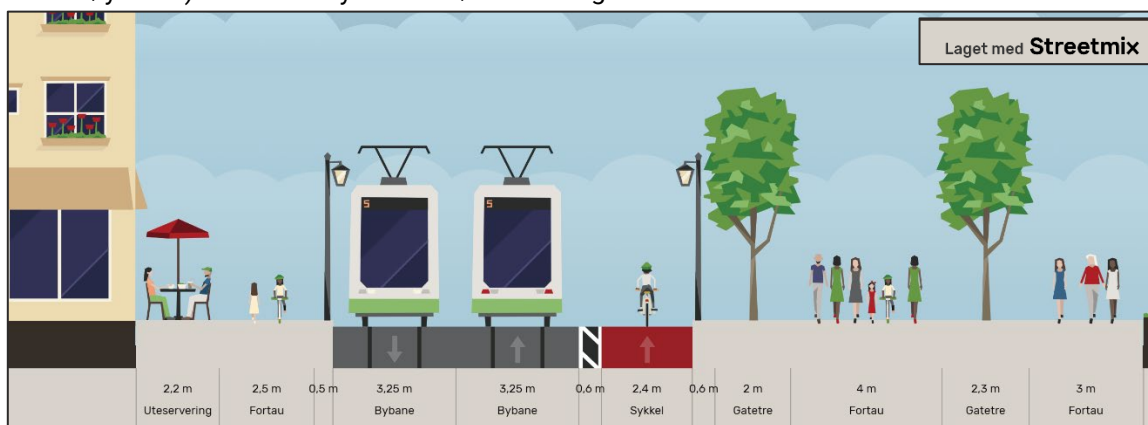 Laget med Streetmix
5
5
2,2 m
Uteservering
2,5 m
Fortau
0,5 m
3,25 m
Bybane
3,25 m
Bybane
0,6 m
2,4 m
Sykkel
0,6 m
2 m
Gatetre
4 m
Fortau
2,3 m
Gatetre
3 m
Fortau